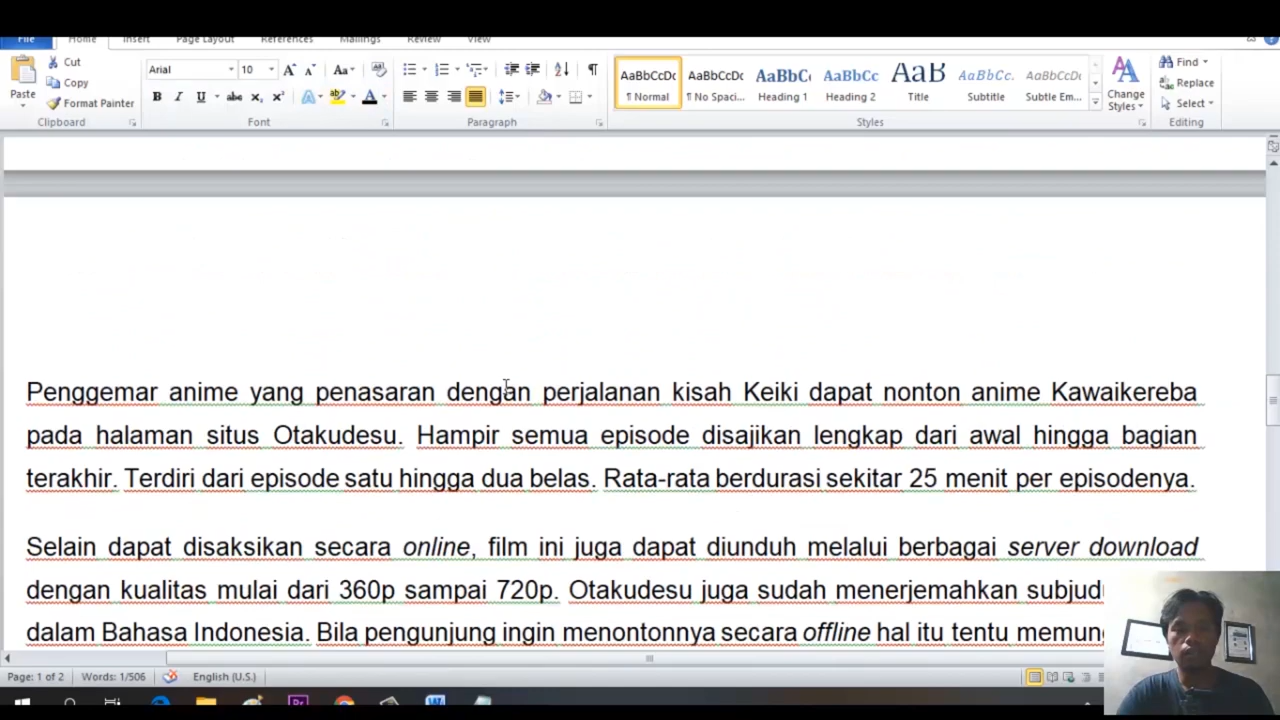 File Home Insert Page Layout References Mailings Review View
Cut
Copy
Format Painter
Paste
Clipboard
Arial 10
Font
Paragraph
AaBbCcDc AaBbCcDc AaBbC AaBbCc AaB AaBbCc. AaBbCcDc
¶ Normal ¶ No Spaci... Heading 1 Heading 2 Title Subtitle Subtle Em...
Styles
Change Styles
Find
Replace
Select
Editing
Penggemar anime yang penasaran dengan perjalanan kisah Keiki dapat nonton anime Kawaikereba
pada halaman situs Otakudesu. Hampir semua episode disajikan lengkap dari awal hingga bagian
terakhir. Terdiri dari episode satu hingga dua belas. Rata-rata berdurasi sekitar 25 menit per episodenya.
Selain dapat disaksikan secara online, film ini juga dapat diunduh melalui berbagai server download
dengan kualitas mulai dari 360p sampai 720p. Otakudesu juga sudah menerjemahkan
dalam Bahasa Indonesia. Bila pengunjung ingin menontonnya secara offline hal itu tentu
Page: 1 of 2 Words: 1/506 English (U.S.)